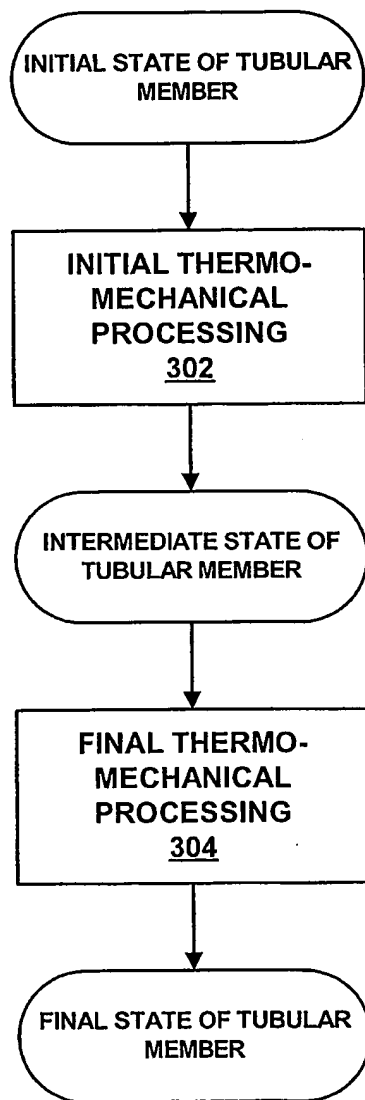 INITIAL STATE OF TUBULAR
MEMBER
INITIAL THERMO-
MECHANICAL
PROCESSING
302
INTERMEDIATE STATE OF
TUBULAR MEMBER
FINAL THERMO-
MECHANICAL
PROCESSING
304
FINAL STATE OF TUBULAR
MEMBER